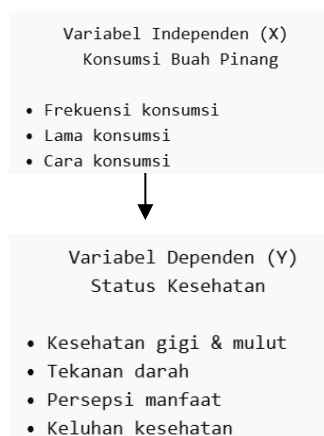 Variabel Independen (X)
Konsumsi Buah Pinang
• Frekuensi konsumsi
• Lama konsumsi
• Cara konsumsi
Variabel Dependen (Y)
Status Kesehatan
• Kesehatan gigi & mulut
• Tekanan darah
• Persepsi manfaat
• Keluhan kesehatan